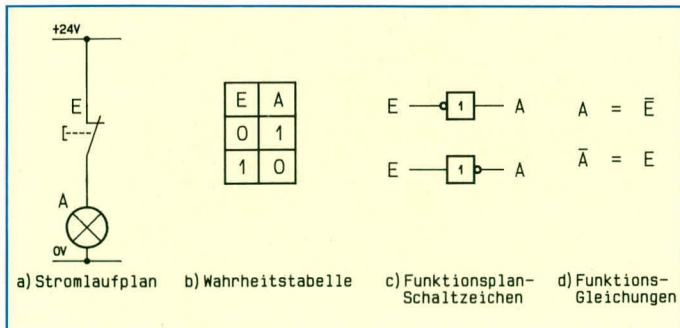 +24V
E
A
0V
a) Stromlaufplan
E A
0 1
1 0
b) Wahrheitstabelle
E 1 A
E 1 A
c) Funktionsplan-
Schaltzeichen
A = E̅
A̅ = E
d) Funktions-
Gleichungen